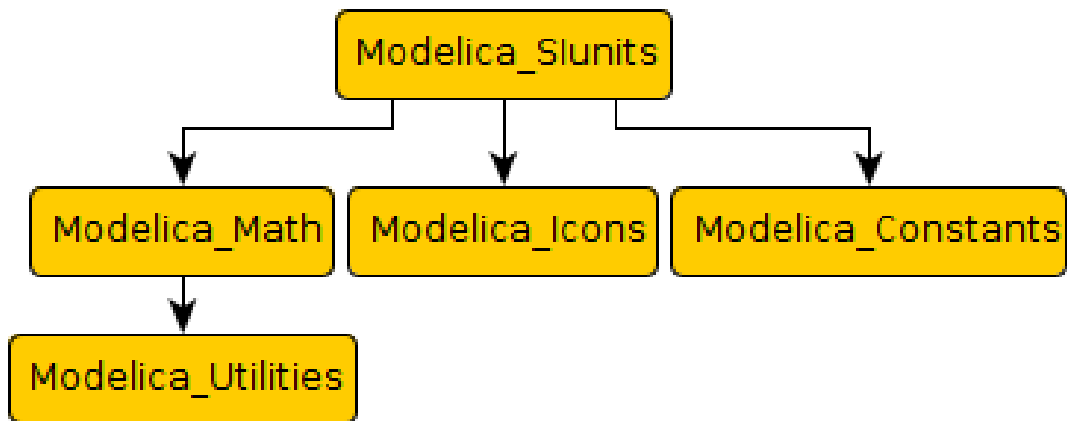 Modelica_SIunits
Modelica_Math
Modelica_Icons
Modelica_Constants
Modelica_Utilities